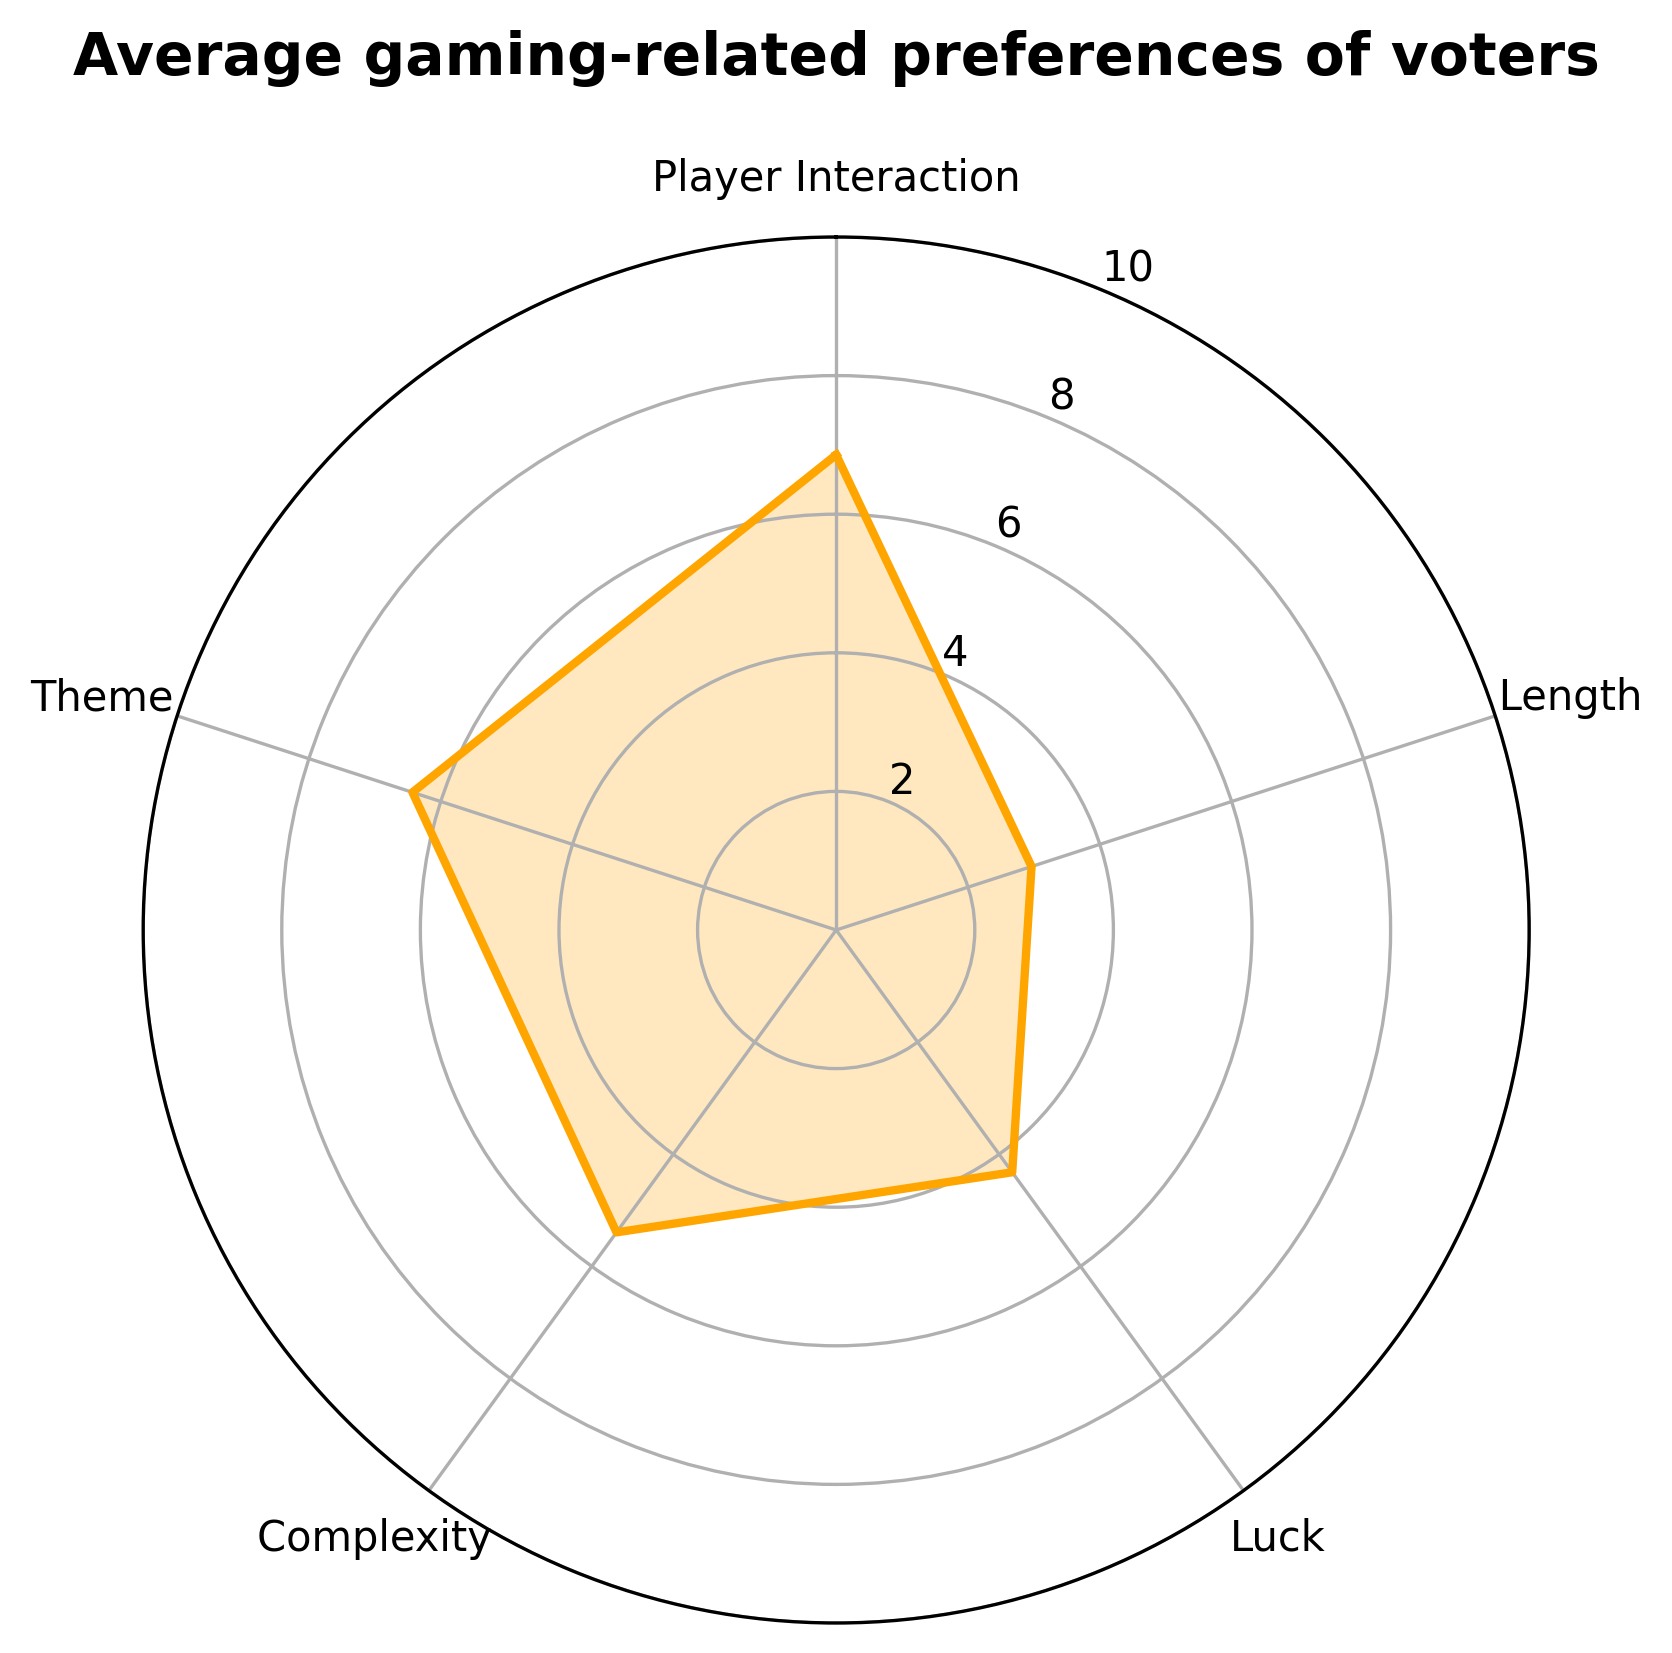 Average gaming-related preferences of voters
Player Interaction
10
8
6
4
2
Theme
Length
Complexity
Luck